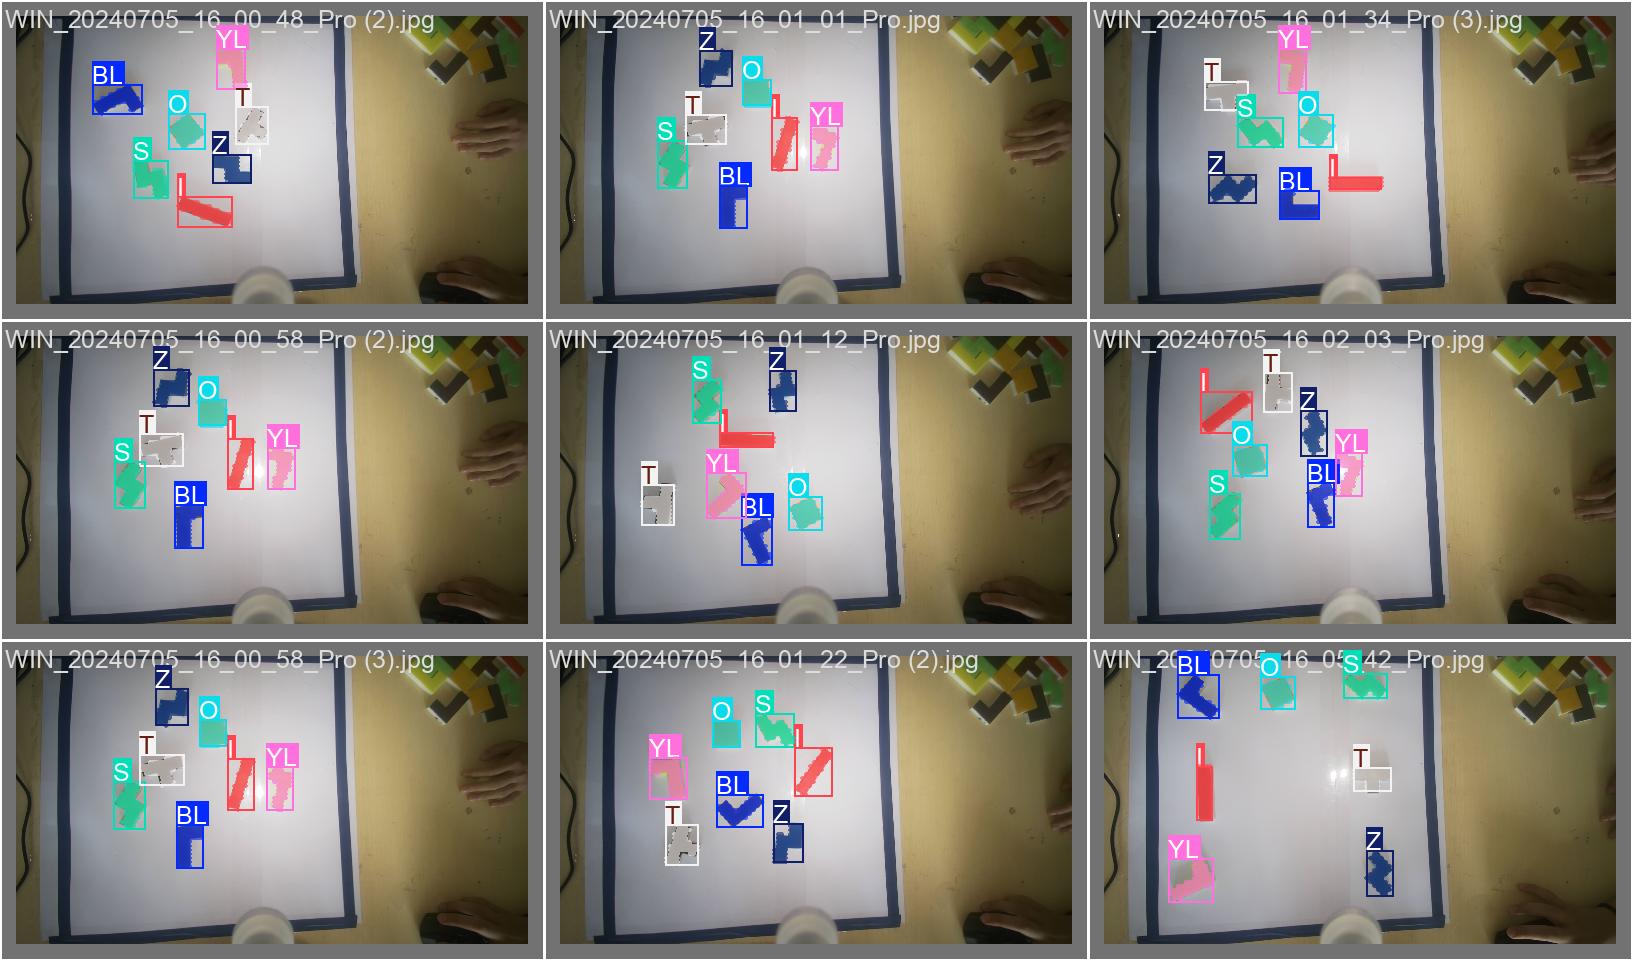 WIN_20240705_16_00_48_Pro (2).jpg
YL
BL
T
O
Z
S
I
WIN_20240705_16_01_01_Pro.jpg
Z
O
T
I
YL
S
BL
WIN_20240705_16_01_34_Pro (3).jpg
YL
T
S
O
Z
I
BL
WIN_20240705_16_00_58_Pro (2).jpg
Z
O
T
I
YL
S
BL
WIN_20240705_16_01_12_Pro.jpg
Z
S
I
YL
T
O
BL
WIN_20240705_16_02_03_Pro.jpg
T
I
Z
O
YL
BL
S
WIN_20240705_16_00_58_Pro (3).jpg
Z
O
T
I
YL
S
BL
WIN_20240705_16_01_22_Pro (2).jpg
S
O
I
YL
BL
T
Z
WIN_20240705_16_05_42_Pro.jpg
BL
O
S
I
T
Z
YL